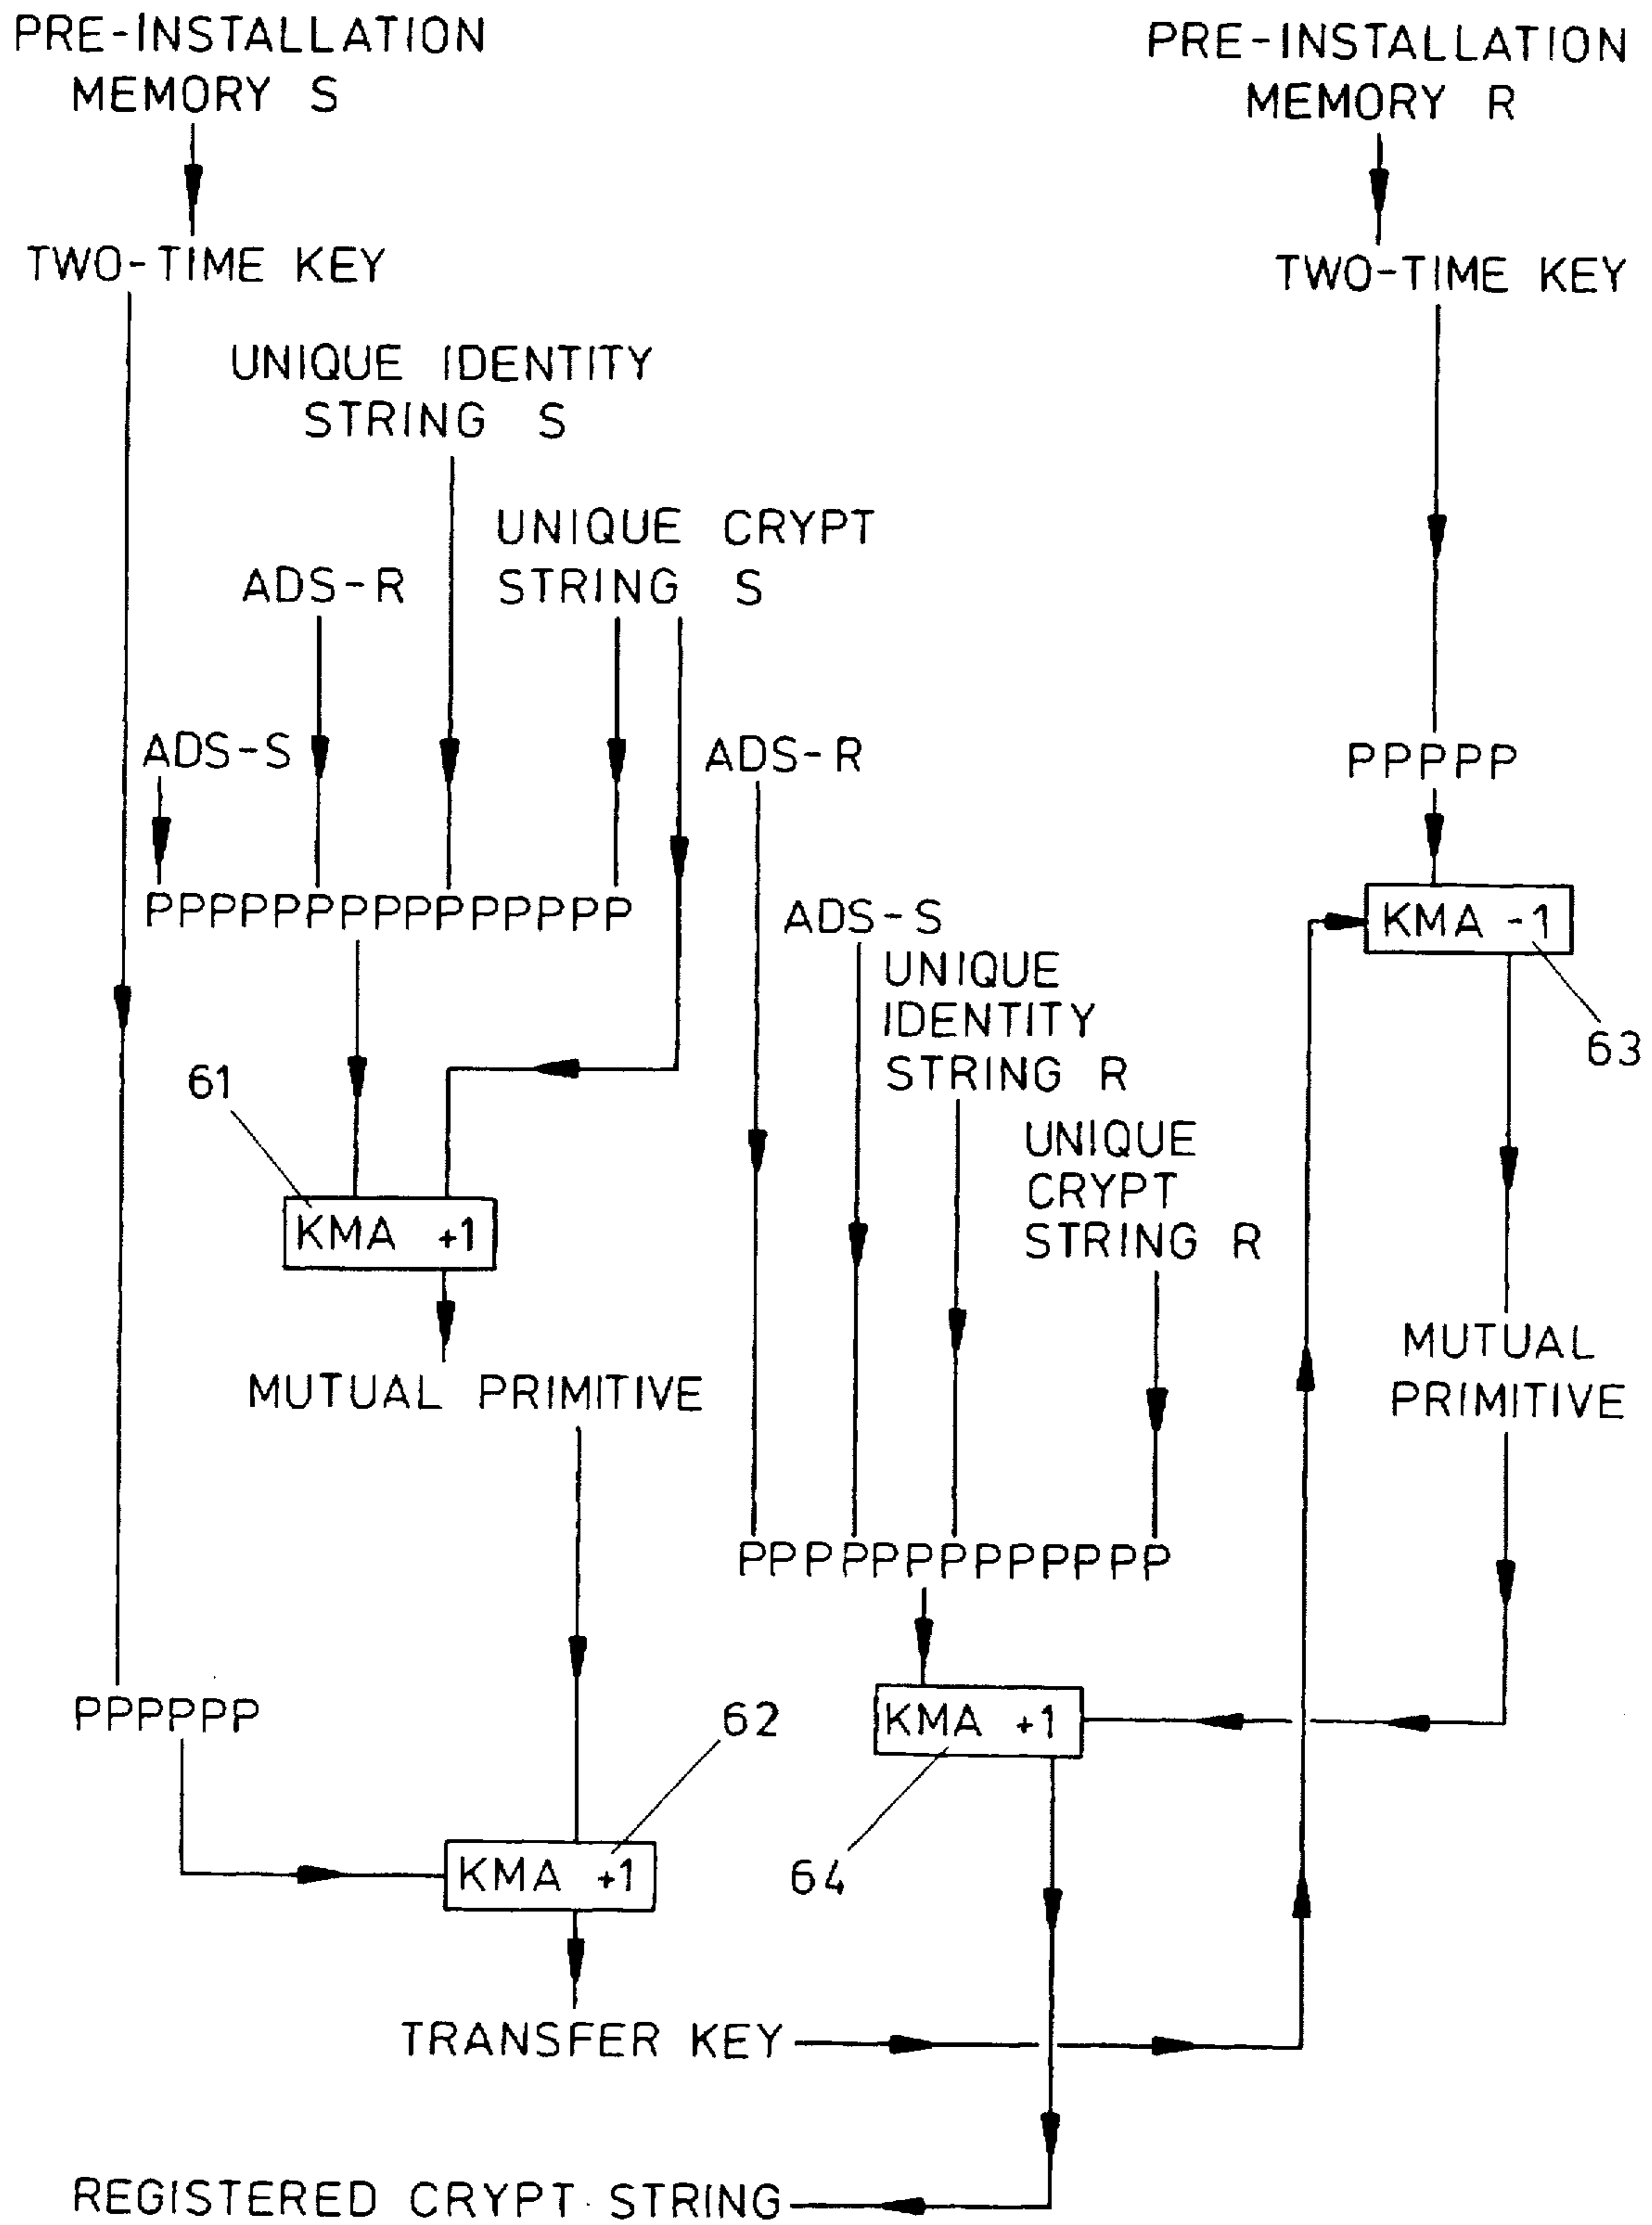 PRE-INSTALLATION
MEMORY S
PRE-INSTALLATION
MEMORY R
TWO-TIME KEY
TWO-TIME KEY
UNIQUE IDENTITY
STRING S
UNIQUE CRYPT
STRING S
ADS-R
ADS-S
ADS-R
PPPPP
PPPPPPPPPPPPPPP
ADS-S
KMA -1
UNIQUE
IDENTITY
STRING R
63
61
UNIQUE
CRYPT
STRING R
KMA +1
MUTUAL
PRIMITIVE
MUTUAL PRIMITIVE
PPPPPPPPPPPPP
PPPPPP
62
KMA +1
64
KMA +1
TRANSFER KEY
REGISTERED CRYPT STRING